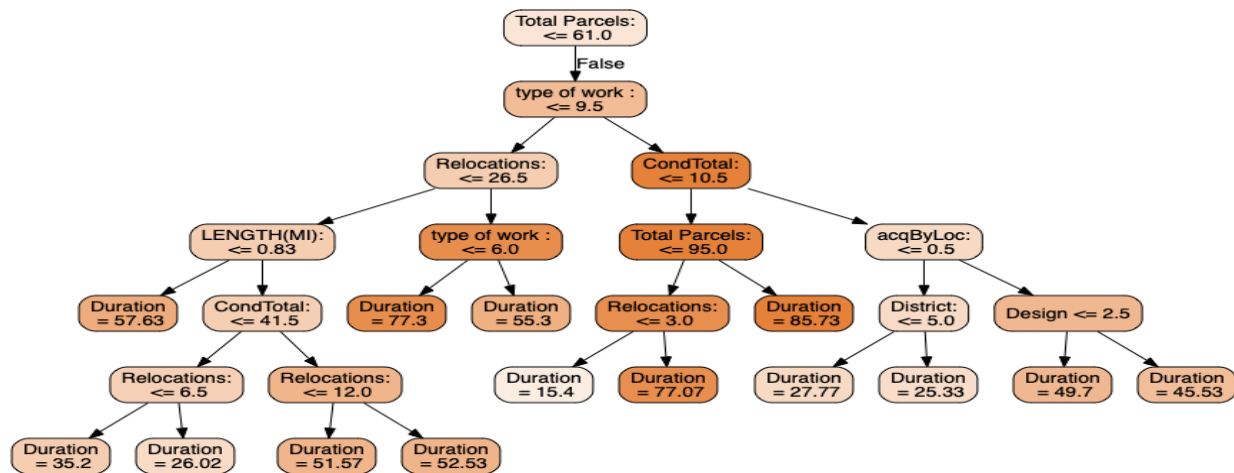 Total Parcels:
<= 61.0
False
type of work :
<= 9.5
Relocations:
<= 26.5
CondTotal:
<= 10.5
LENGTH(MI):
<= 0.83
type of work :
<= 6.0
Total Parcels:
<= 95.0
acqByLoc:
<= 0.5
Duration
= 57.63
CondTotal:
<= 41.5
Duration
= 77.3
Duration
= 55.3
Relocations:
<= 3.0
Duration
= 85.73
District:
<= 5.0
Design <= 2.5
Relocations:
<= 6.5
Relocations:
<= 12.0
Duration
= 15.4
Duration
= 77.07
Duration
= 27.77
Duration
= 25.33
Duration
= 49.7
Duration
= 45.53
Duration
= 35.2
Duration
= 26.02
Duration
= 51.57
Duration
= 52.53